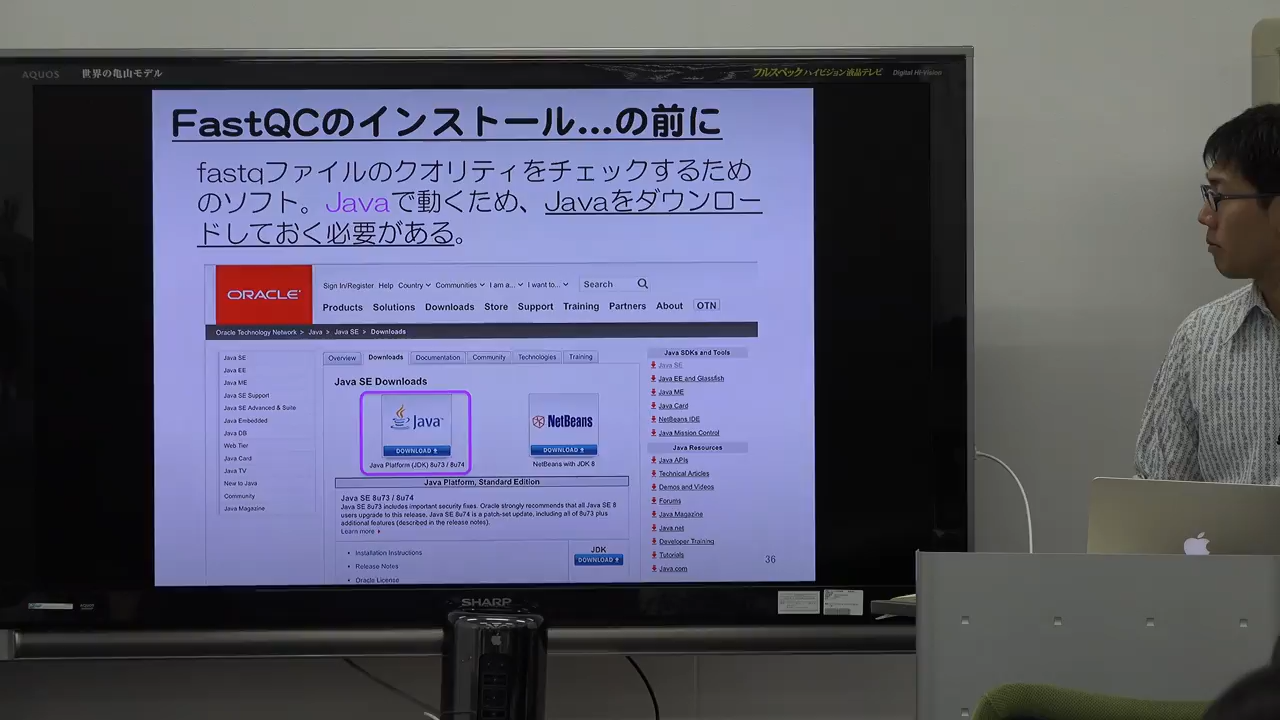 AQUOS 世界の亀山モデル
フルスペックハイビジョン液晶テレビ Digital Hi-Vision
FastQCのインストール...の前に
fastqファイルのクオリティをチェックするため
のソフト。Javaで動くため、Javaをダウンロー
ドしておく必要がある。
ORACLE
Sign In/Register Help Country Communities I am a... I want to... Search
Products Solutions Downloads Store Support Training Partners About OTN
Oracle Technology Network > Java > Java SE > Downloads
Java SE
Java EE
Java ME
Java SE Support
Java SE Advanced & Suite
Java Embedded
Java DB
Web Tier
Java Card
Java TV
New to Java
Community
Java Magazine
Overview Downloads Documentation Community Technologies Training
Java SE Downloads
Java
DOWNLOAD
Java Platform (JDK) 8u73 / 8u74
NetBeans
DOWNLOAD
NetBeans with JDK 8
Java Platform, Standard Edition
Java SE 8u73 / 8u74
Java SE 8u73 includes important security fixes. Oracle strongly recommends that all Java SE 8
users upgrade to this release. Java SE 8u74 is a patch-set update, including all of 8u73 plus
additional features (described in the release notes).
Learn more
Installation Instructions
Release Notes
Oracle License
JDK
DOWNLOAD
Java SDKs and Tools
Java SE
Java EE and Glassfish
Java ME
Java Card
NetBeans IDE
Java Mission Control
Java Resources
Java APIs
Technical Articles
Demos and Videos
Forums
Java Magazine
Java.net
Developer Training
Tutorials
Java.com
36
SHARP